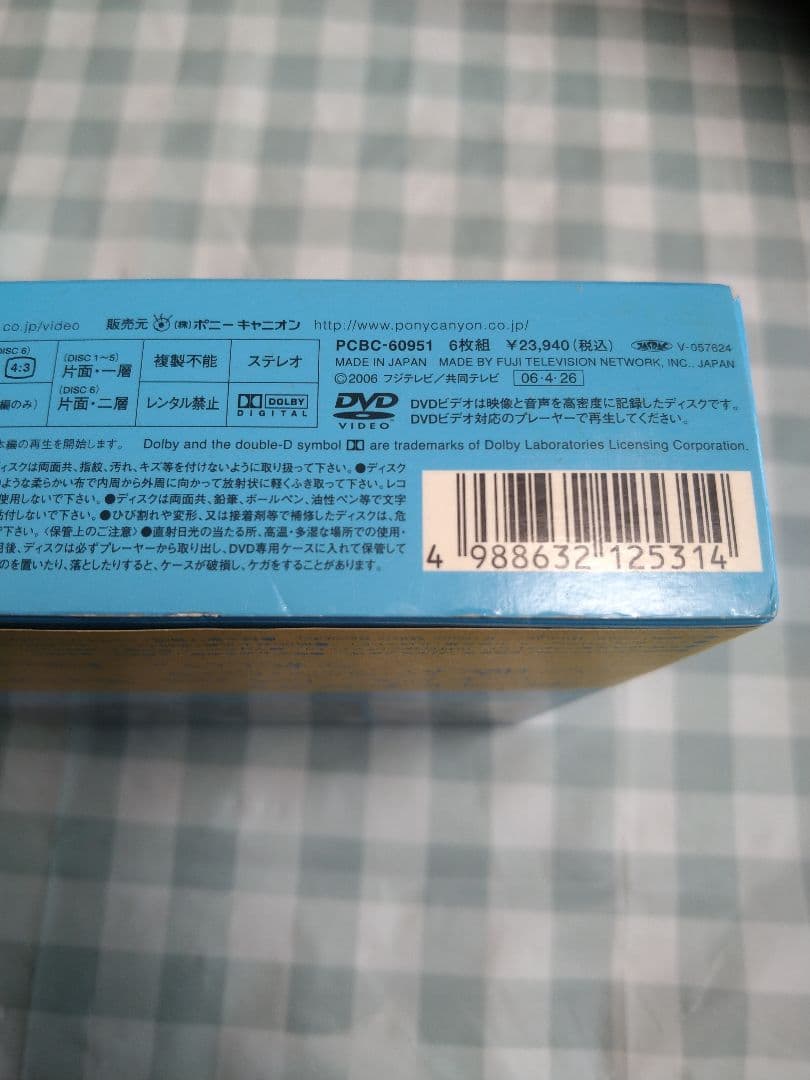 co.jp/video 販売元 (株)ポニーキャニオン http://www.ponycanyon.co.jp/
DISC 6) (DISC 1~5) 片面・一層 複製不能 ステレオ
4:3
編のみ) (DISC 6) 片面・二層 レンタル禁止 DOLBY DIGITAL
PCBC-60951 6枚組 ¥23,940(税込) JASRAC V-057624
MADE IN JAPAN MADE BY FUJI TELEVISION NETWORK, INC., JAPAN
©2006 フジテレビ/共同テレビ 06・4・26
DVD VIDEO
DVDビデオは映像と音声を高密度に記録したディスクです。
DVDビデオ対応のプレーヤーで再生してください。
本編の再生を開始します。 Dolby and the double-D symbol are trademarks of Dolby Laboratories Licensing Corporation.
ィスクは両面共、指紋、汚れ、キズ等を付けないように取り扱って下さい。●ディスク
のような柔らかい布で内周から外周に向かって放射状に軽くふき取って下さい。レコ
使用しないで下さい。●ディスクは両面共、鉛筆、ボールペン、油性ペン等で文字
貼付しないで下さい。●ひび割れや変形、又は接着剤等で補修したディスクは、危
で下さい。〈保管上のご注意〉●直射日光の当たる所、高温・多湿な場所での使用・
用後、ディスクは必ずプレーヤーから取り出し、DVD専用ケースに入れて保管して
のを置いたり、落としたりすると、ケースが破損し、ケガをすることがあります。
4 988632 125314